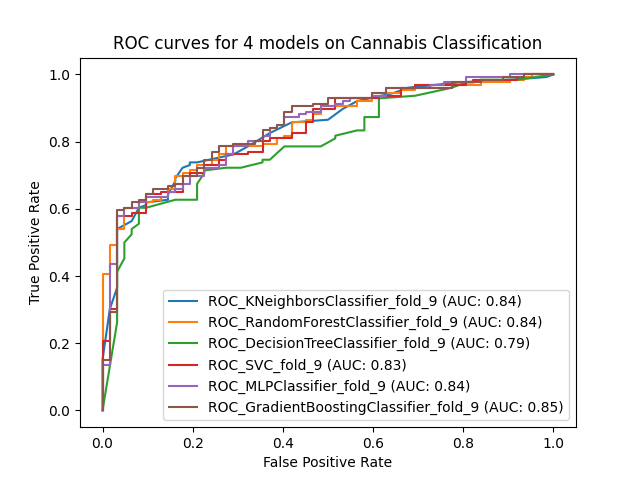 ROC curves for 4 models on Cannabis Classification
1.0
0.8
0.6
0.4
0.2
0.0
True Positive Rate
ROC_KNeighborsClassifier_fold_9 (AUC: 0.84)
ROC_RandomForestClassifier_fold_9 (AUC: 0.84)
ROC_DecisionTreeClassifier_fold_9 (AUC: 0.79)
ROC_SVC_fold_9 (AUC: 0.83)
ROC_MLPClassifier_fold_9 (AUC: 0.84)
ROC_GradientBoostingClassifier_fold_9 (AUC: 0.85)
0.0 0.2 0.4 0.6 0.8 1.0
False Positive Rate